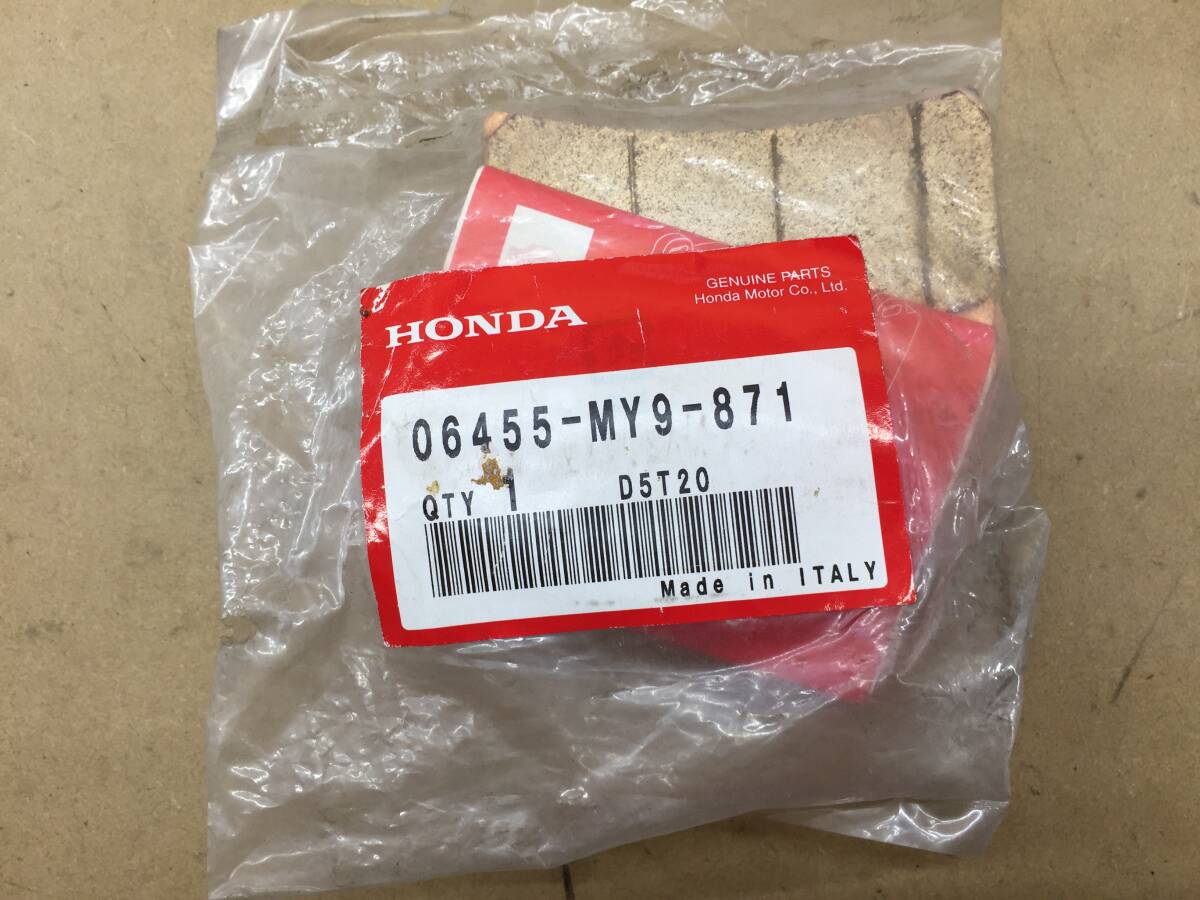 GENUINE PARTS
Honda Motor Co., Ltd.
HONDA
06455-MY9-871
QTY 1 D5T20
Made in ITALY